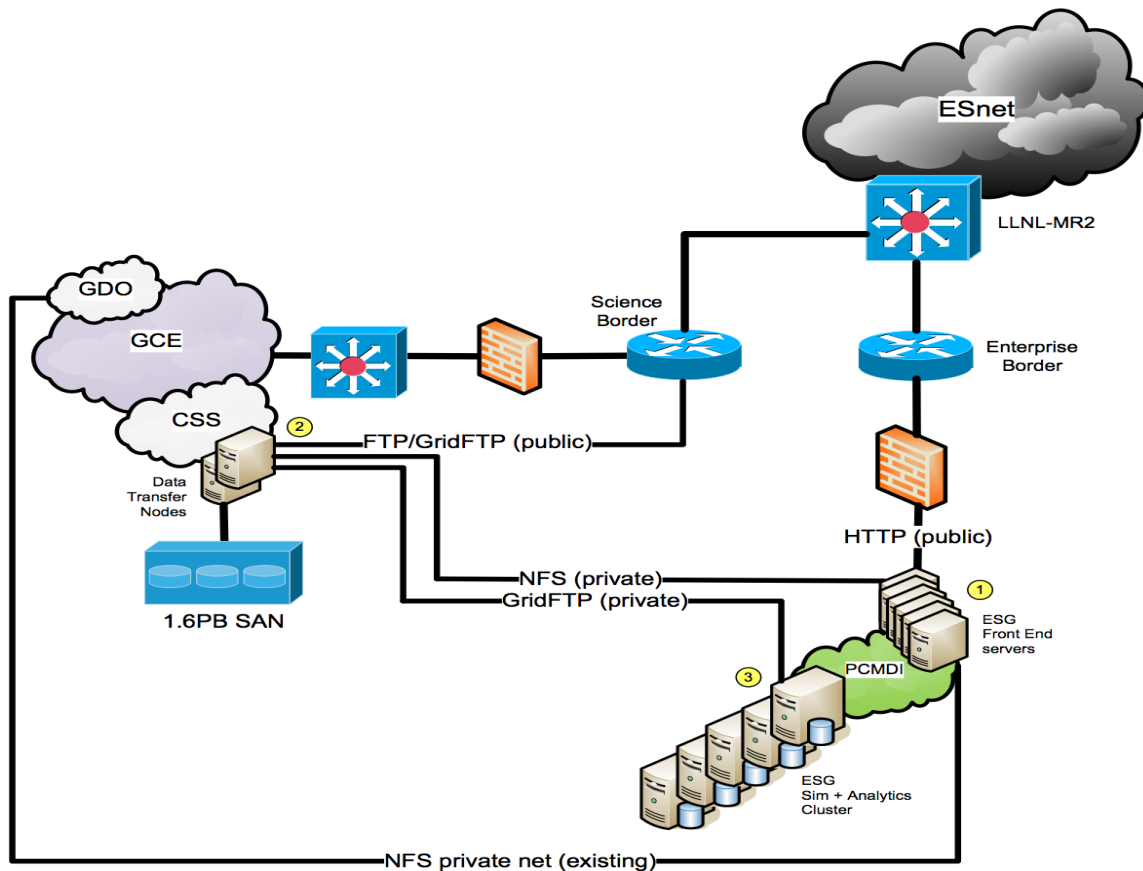 ESnet
LLNL-MR2
GDO
GCE
Science
Border
Enterprise
Border
CSS
2
FTP/GridFTP (public)
Data
Transfer
Nodes
HTTP (public)
NFS (private)
GridFTP (private)
1.6PB SAN
1
ESG
Front End
servers
PCMDI
3
ESG
Sim + Analytics
Cluster
NFS private net (existing)